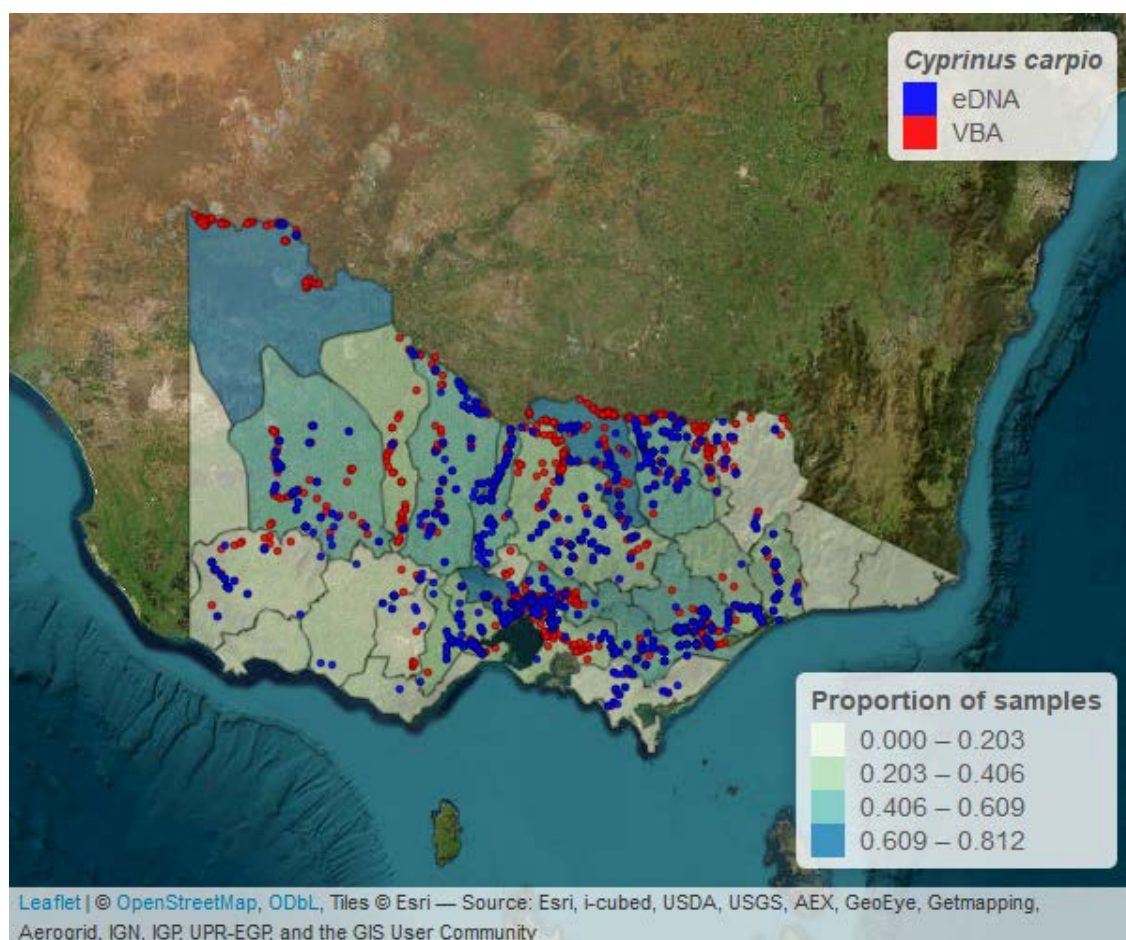 Cyprinus carpio
eDNA
VBA
Proportion of samples
0.000 – 0.203
0.203 – 0.406
0.406 – 0.609
0.609 – 0.812
Leaflet | © OpenStreetMap, ODbL, Tiles © Esri — Source: Esri, i-cubed, USDA, USGS, AEX, GeoEye, Getmapping,
Aerogrid, IGN, IGP, UPR-EGP, and the GIS User Community